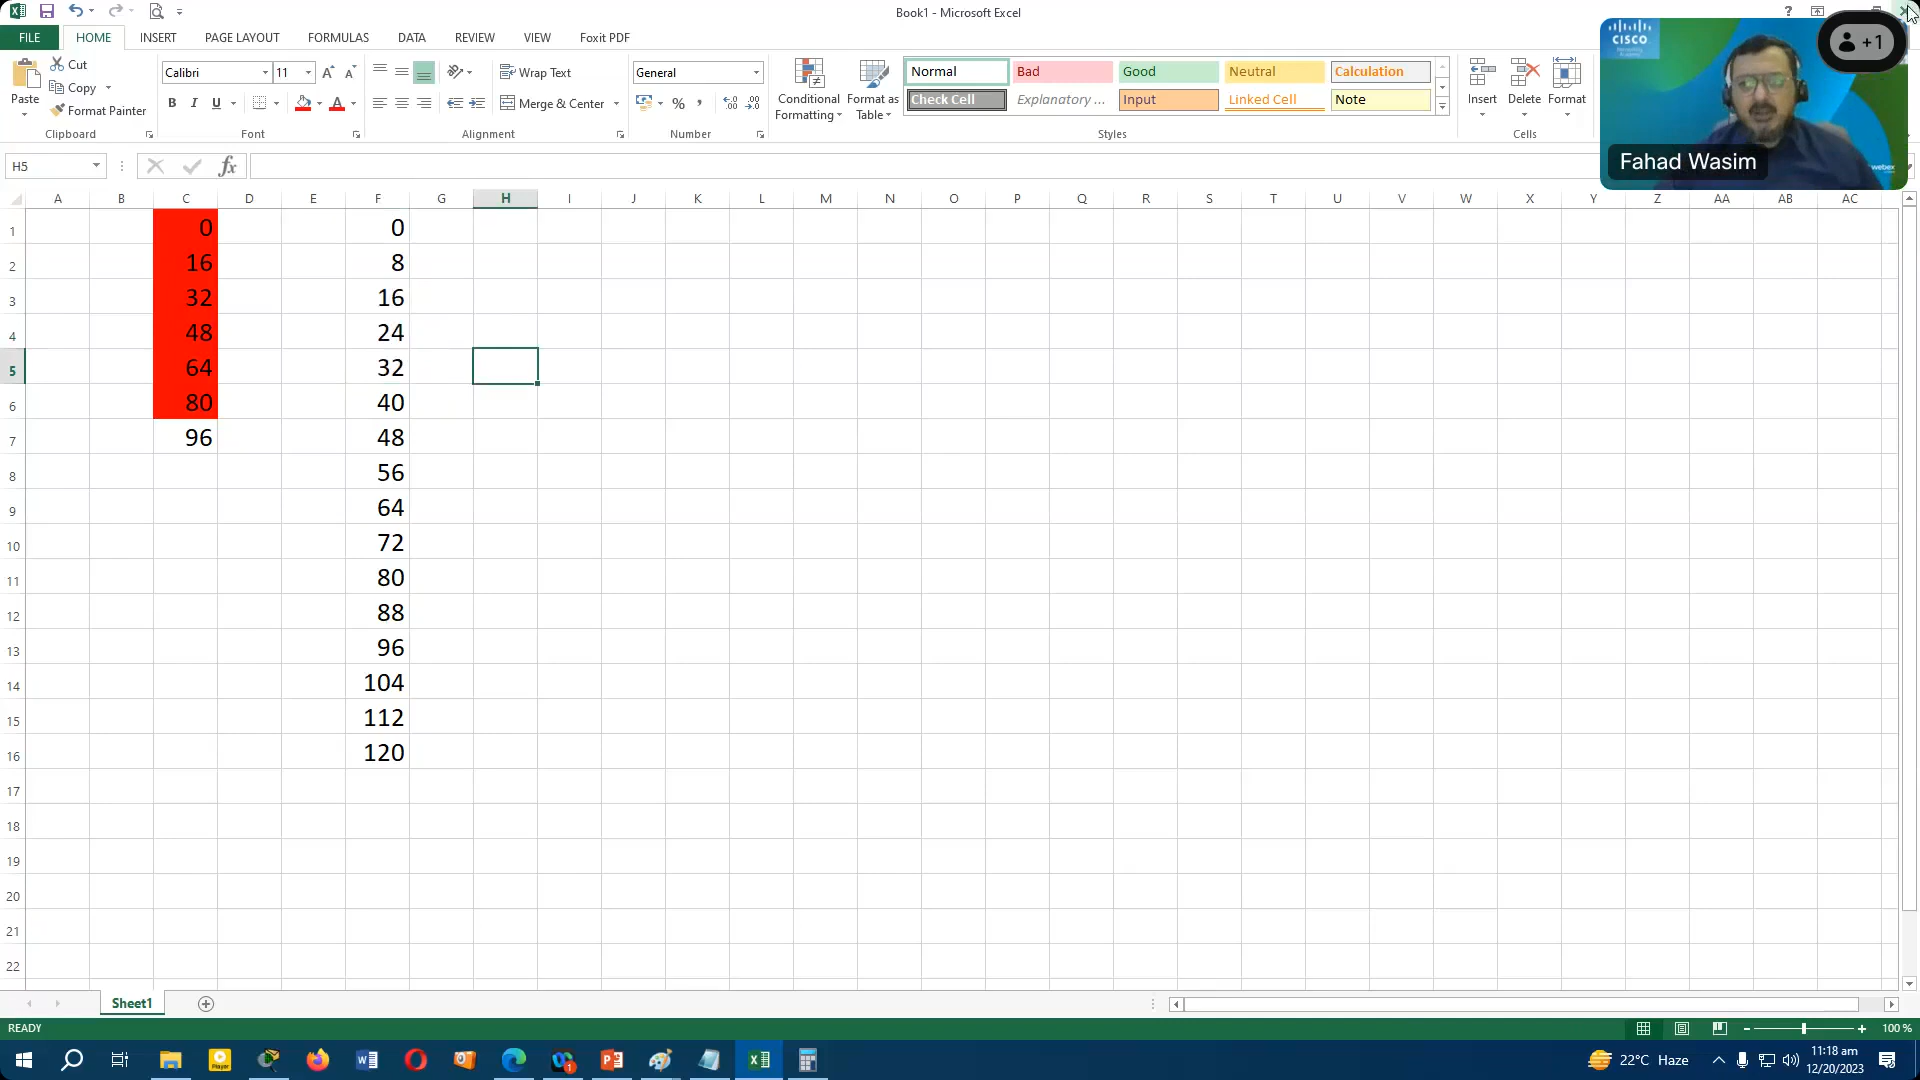 Book1 - Microsoft Excel
?
FILE
HOME
INSERT
PAGE LAYOUT
FORMULAS
DATA
REVIEW
VIEW
Foxit PDF
Paste
Cut
Copy
Format Painter
Clipboard
Calibri
11
B I U
Font
Wrap Text
Merge & Center
Alignment
General
%
Number
Conditional Formatting
Format as Table
Normal
Bad
Good
Neutral
Calculation
Check Cell
Explanatory ...
Input
Linked Cell
Note
Styles
Insert
Delete
Format
Cells
CISCO
+1
Fahad Wasim
webex
H5
fx
A B C D E F G H I J K L M N O P Q R S T U V W X Y Z AA AB AC
1 0 0
2 16 8
3 32 16
4 48 24
5 64 32
6 80 40
7 96 48
8 56
9 64
10 72
11 80
12 88
13 96
14 104
15 112
16 120
17
18
19
20
21
22
Sheet1
READY
100 %
Player
1
22°C Haze
11:18 am
12/20/2023